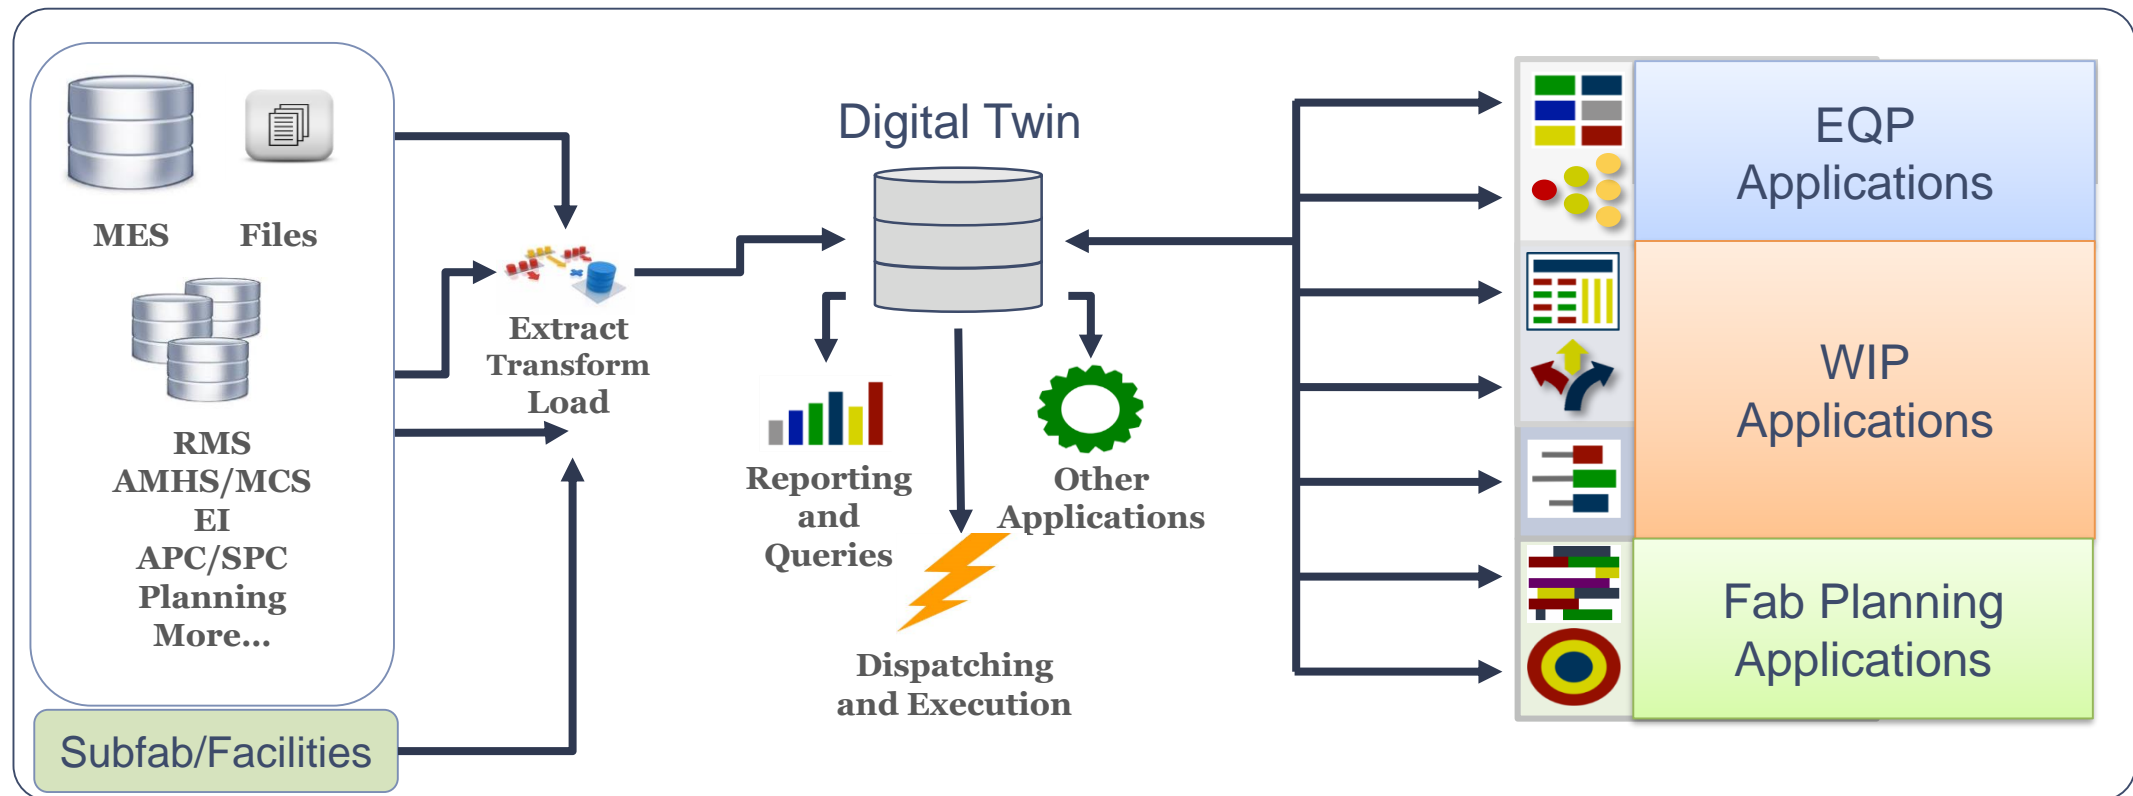 MES
Files
RMS
AMHS/MCS
EI
APC/SPC
Planning
More...
Subfab/Facilities
Extract
Transform
Load
Digital Twin
Reporting
and
Queries
Dispatching
and Execution
Other
Applications
EQP
Applications
WIP
Applications
Fab Planning
Applications